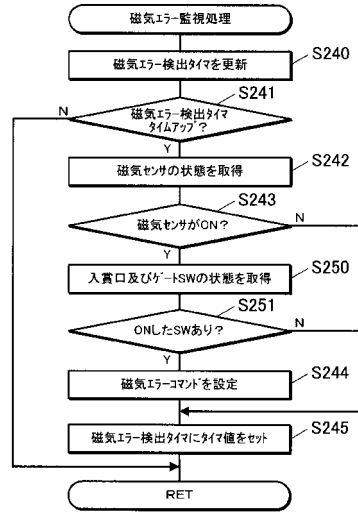 磁気エラー監視処理
S240
磁気エラー検出タイマを更新
S241
N
磁気エラー検出タイマ
タイムアップ?
Y
S242
磁気センサの状態を取得
S243
磁気センサがON?
N
Y
S250
入賞口及びゲートSWの状態を取得
S251
ONしたSWあり?
N
Y
S244
磁気エラーコマンドを設定
S245
磁気エラー検出タイマにタイマ値をセット
RET